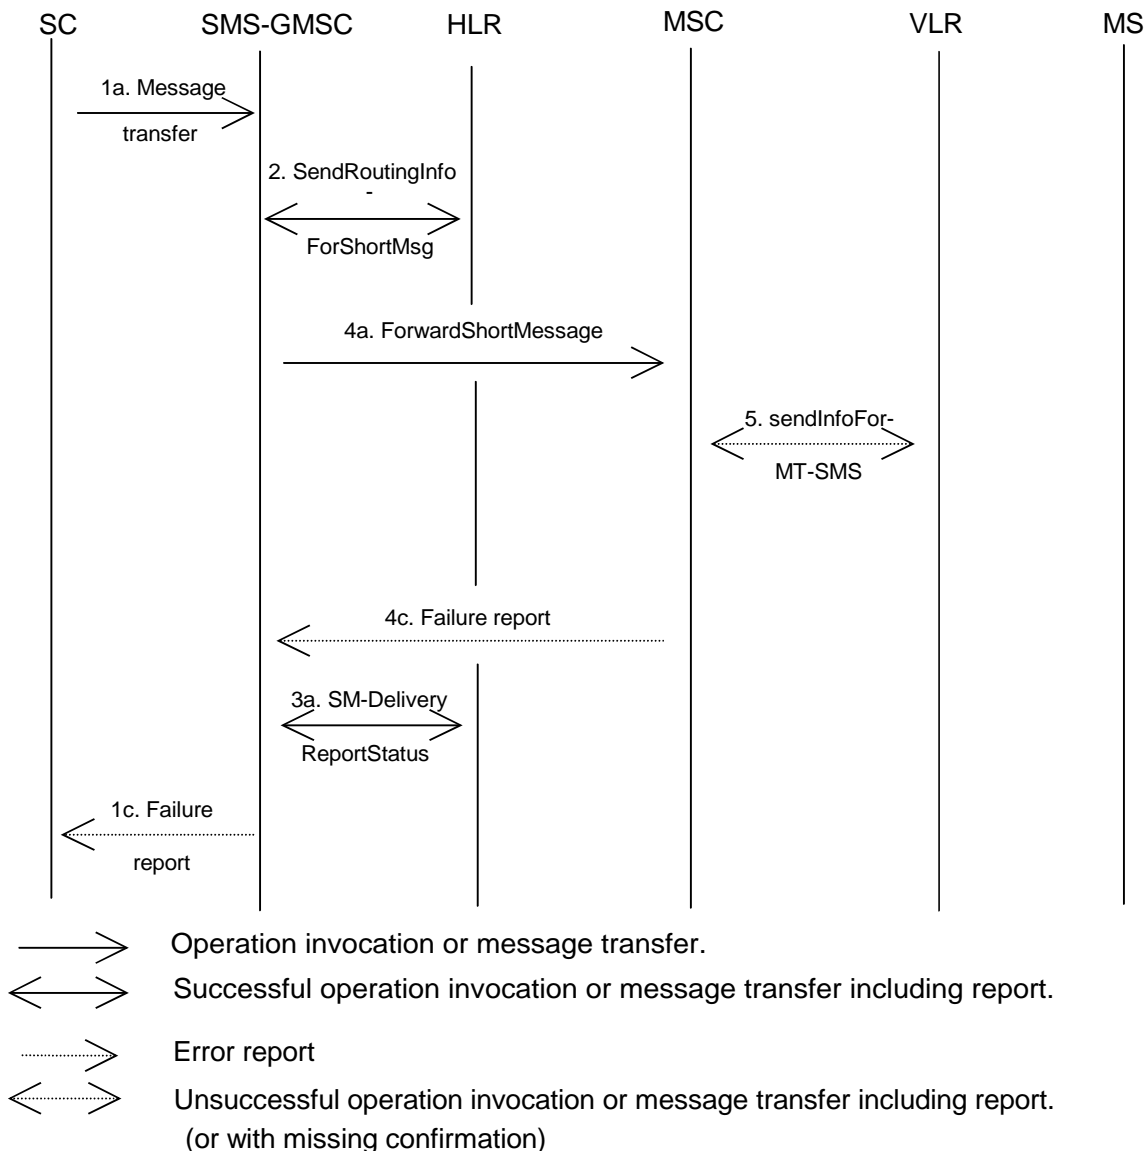 SC SMS-GMSC HLR MSC VLR MS
1a. Message
transfer
2. SendRoutingInfo
-
ForShortMsg
4a. ForwardShortMessage
5. sendInfoFor-
MT-SMS
4c. Failure report
3a. SM-Delivery
ReportStatus
1c. Failure
report
Operation invocation or message transfer.
Successful operation invocation or message transfer including report.
Error report
Unsuccessful operation invocation or message transfer including report.
(or with missing confirmation)